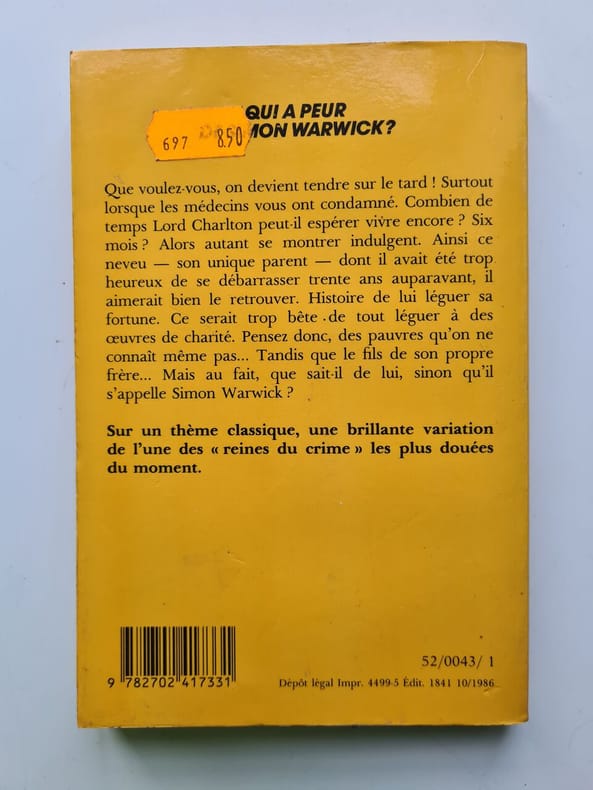 QUI A PEUR
MON WARWICK?
697 850
Que voulez-vous, on devient tendre sur le tard ! Surtout
lorsque les médecins vous ont condamné. Combien de
temps Lord Charlton peut-il espérer vivre encore ? Six
mois ? Alors autant se montrer indulgent. Ainsi ce
neveu — son unique parent — dont il avait été trop
heureux de se débarrasser trente ans auparavant, il
aimerait bien le retrouver. Histoire de lui léguer sa
fortune. Ce serait trop bête de tout léguer à des
œuvres de charité. Pensez donc, des pauvres qu'on ne
connaît même pas... Tandis que le fils de son propre
frère... Mais au fait, que sait-il de lui, sinon qu'il
s'appelle Simon Warwick ?
Sur un thème classique, une brillante variation
de l'une des « reines du crime » les plus douées
du moment.
52/0043/ 1
9 782702 417331
Dépôt légal Impr. 4499-5 Édit. 1841 10/1986